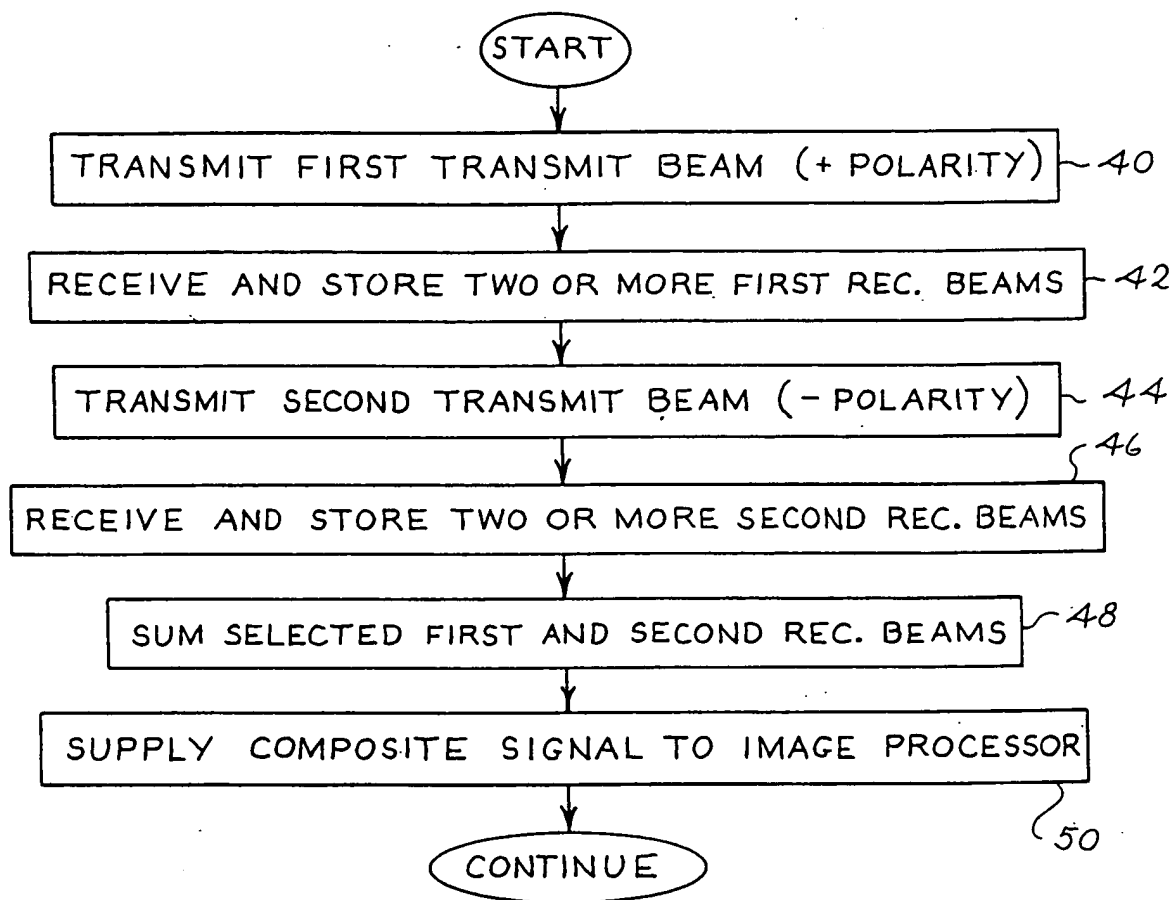 START
TRANSMIT FIRST TRANSMIT BEAM (+ POLARITY) 40
RECEIVE AND STORE TWO OR MORE FIRST REC. BEAMS 42
TRANSMIT SECOND TRANSMIT BEAM (- POLARITY) 44
46
RECEIVE AND STORE TWO OR MORE SECOND REC. BEAMS
SUM SELECTED FIRST AND SECOND REC. BEAMS 48
SUPPLY COMPOSITE SIGNAL TO IMAGE PROCESSOR
50
CONTINUE